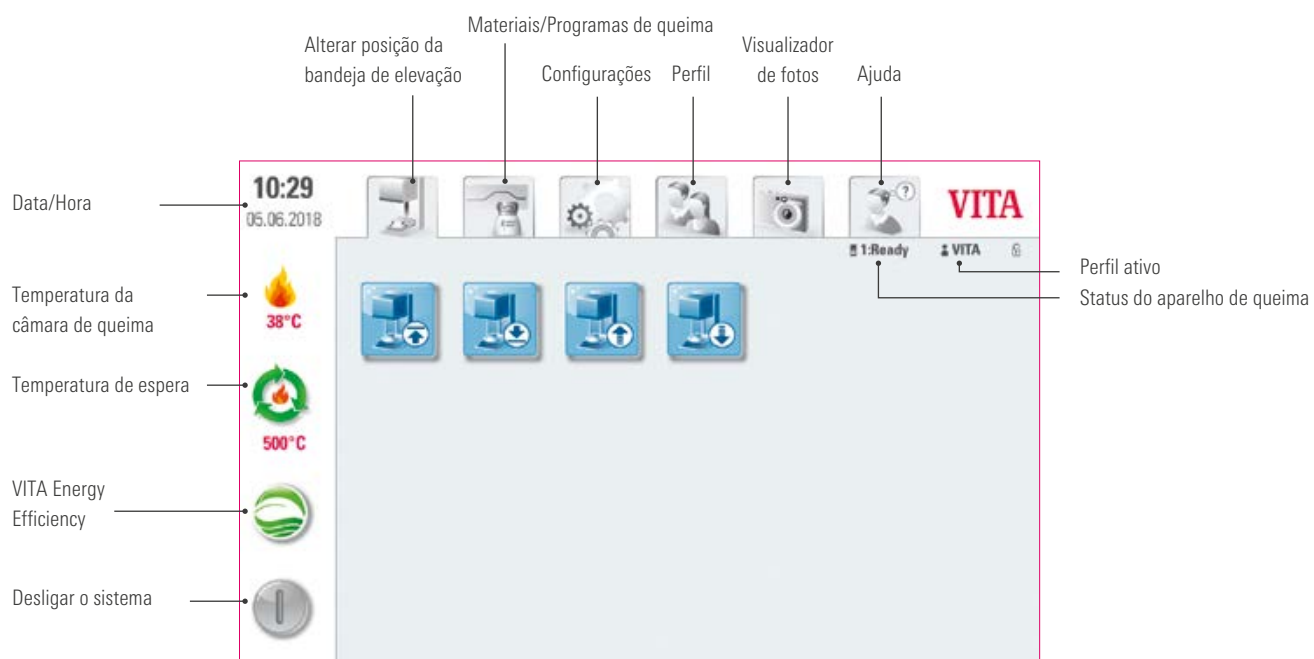 Materiais/Programas de queima
Alterar posição da
bandeja de elevação
Configurações
Perfil
Visualizador
de fotos
Ajuda
Data/Hora
10:29
05.06.2018
?
VITA
1:Ready
VITA
Perfil ativo
Status do aparelho de queima
Temperatura da
câmara de queima
38°C
Temperatura de espera
500°C
VITA Energy
Efficiency
Desligar o sistema